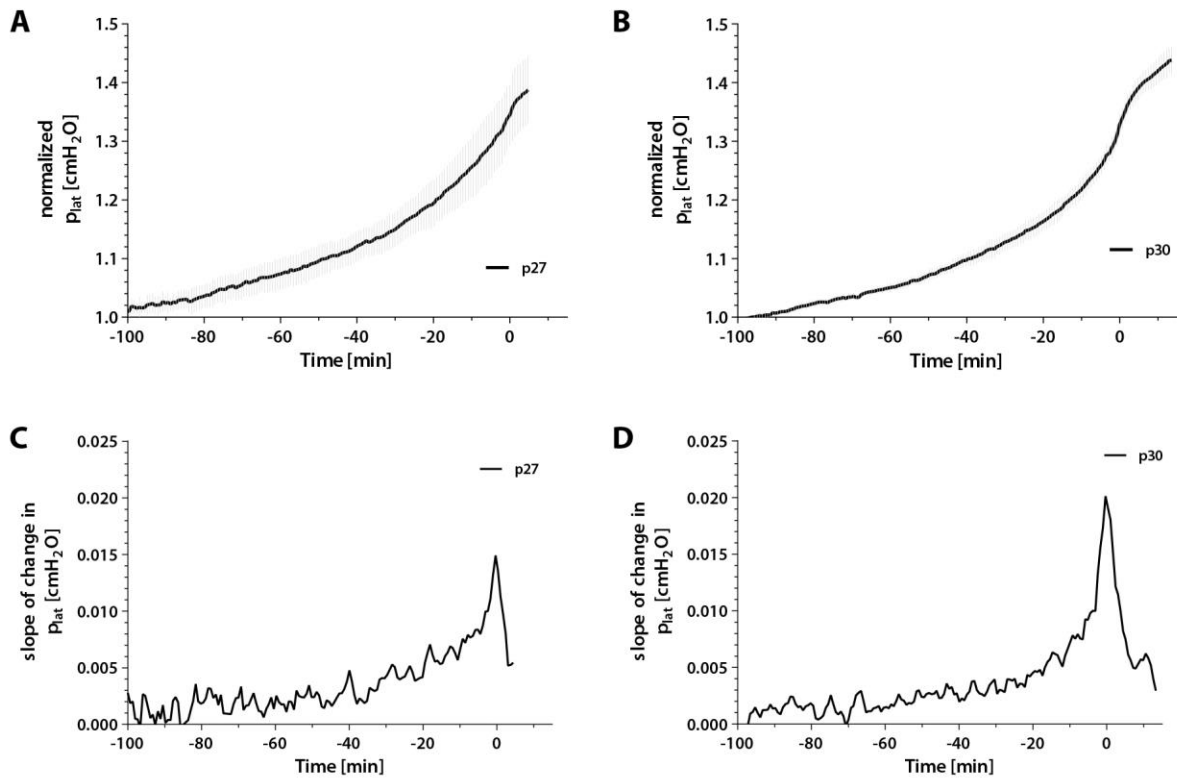 A
normalized
p_lat [cmH2O]
1.5
1.4
1.3
1.2
1.1
1.0
p27
-100 -80 -60 -40 -20 0
Time [min]
B
normalized
p_lat [cmH2O]
1.5
1.4
1.3
1.2
1.1
1.0
p30
-100 -80 -60 -40 -20 0
Time [min]
C
slope of change in
p_lat [cmH2O]
0.025
0.020
0.015
0.010
0.005
0.000
p27
-100 -80 -60 -40 -20 0
Time [min]
D
slope of change in
p_lat [cmH2O]
0.025
0.020
0.015
0.010
0.005
0.000
p30
-100 -80 -60 -40 -20 0
Time [min]